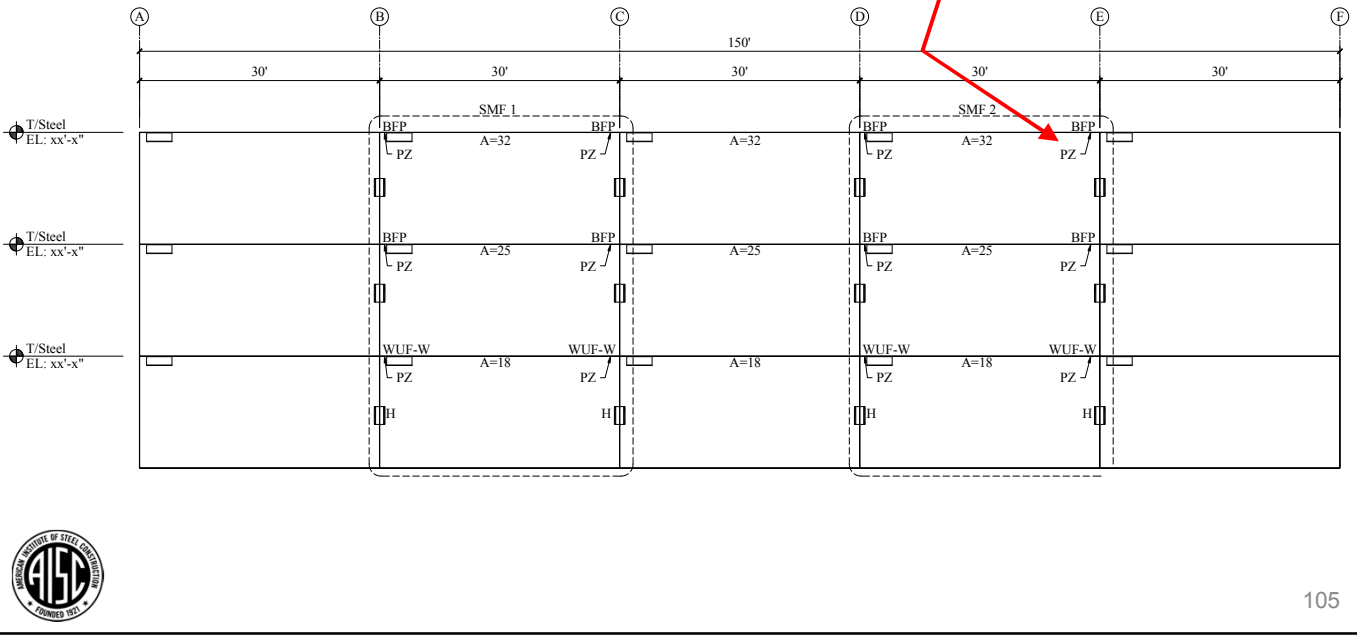 A B C D E F
150'
30' 30' 30' 30' 30'
SMF 1 SMF 2
T/Steel
EL: xx'-x"
BFP BFP BFP BFP
A=32 A=32 A=32
PZ PZ PZ PZ
T/Steel
EL: xx'-x"
BFP BFP BFP BFP
A=25 A=25 A=25
PZ PZ PZ PZ
T/Steel
EL: xx'-x"
WUF-W WUF-W WUF-W WUF-W
A=18 A=18 A=18
PZ PZ PZ PZ
H H H H
AMERICAN INSTITUTE OF STEEL CONSTRUCTION
AISC
FOUNDED 1921
105